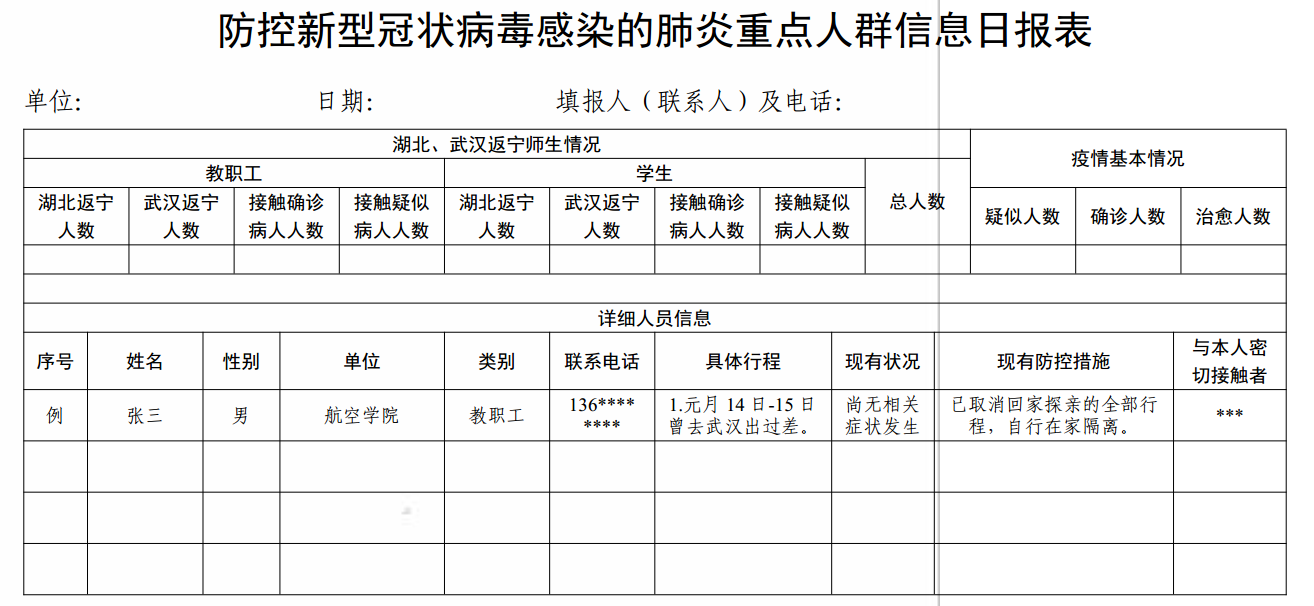 防控新型冠状病毒感染的肺炎重点人群信息日报表
单位: 日期: 填报人（联系人）及电话:
湖北、武汉返宁师生情况 疫情基本情况
教职工 学生 总人数
湖北返宁人数 武汉返宁人数 接触确诊病人人数 接触疑似病人人数 湖北返宁人数 武汉返宁人数 接触确诊病人人数 接触疑似病人人数 疑似人数 确诊人数 治愈人数
详细人员信息
序号 姓名 性别 单位 类别 联系电话 具体行程 现有状况 现有防控措施 与本人密切接触者
例 张三 男 航空学院 教职工 136******** 1.元月 14 日-15 日曾去武汉出过差。 尚无相关症状发生 已取消回家探亲的全部行程，自行在家隔离。 ***